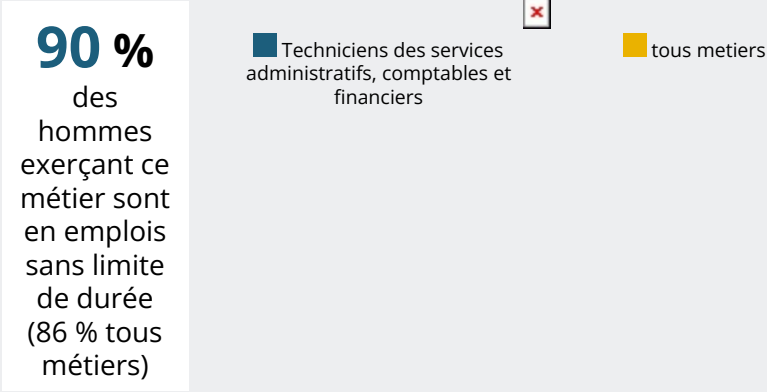 90 %
des
hommes
exerçant ce
métier sont
en emplois
sans limite
de durée
(86 % tous
métiers)
Techniciens des services
administratifs, comptables et
financiers
tous metiers